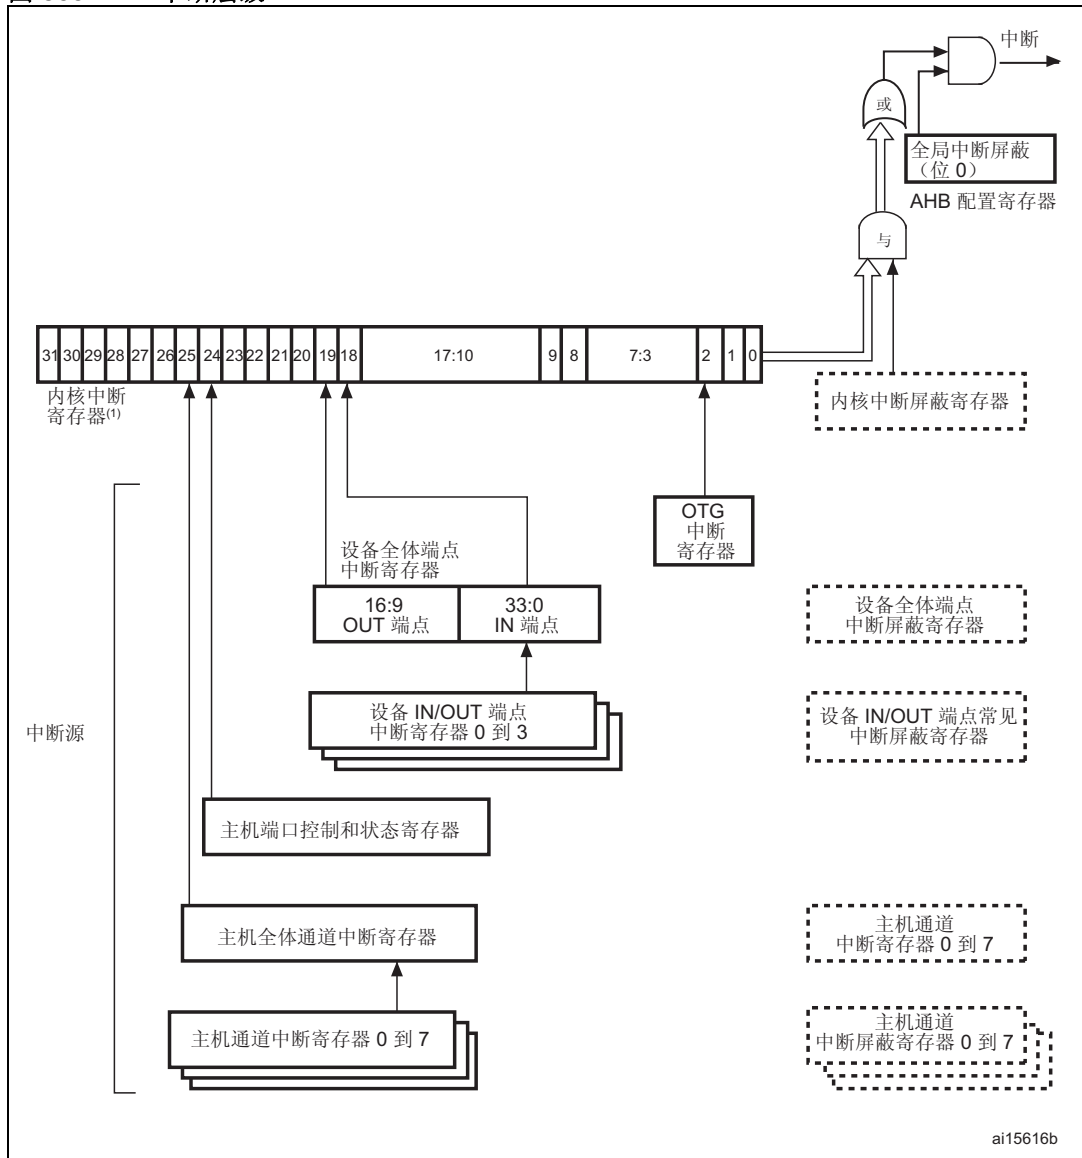 中断
或
全局中断屏蔽
（位 0）
AHB 配置寄存器
与
31 30 29 28 27 26 25 24 23 22 21 20 19 18 17:10 9 8 7:3 2 1 0
内核中断
寄存器(1)
内核中断屏蔽寄存器
OTG
中断
寄存器
设备全体端点
中断寄存器
16:9
OUT 端点
33:0
IN 端点
设备全体端点
中断屏蔽寄存器
设备 IN/OUT 端点
中断寄存器 0 到 3
设备 IN/OUT 端点常见
中断屏蔽寄存器
中断源
主机端口控制和状态寄存器
主机全体通道中断寄存器
主机通道
中断寄存器 0 到 7
主机通道中断寄存器 0 到 7
主机通道
中断屏蔽寄存器 0 到 7
ai15616b